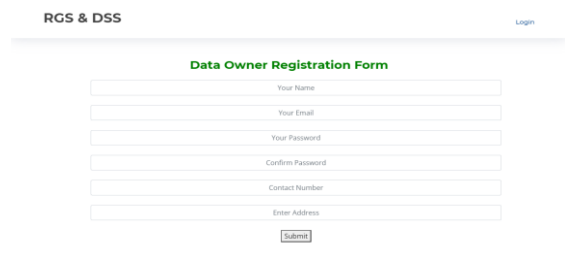 RGS & DSS
Login
Data Owner Registration Form
Your Name
Your Email
Your Password
Confirm Password
Contact Number
Enter Address
Submit